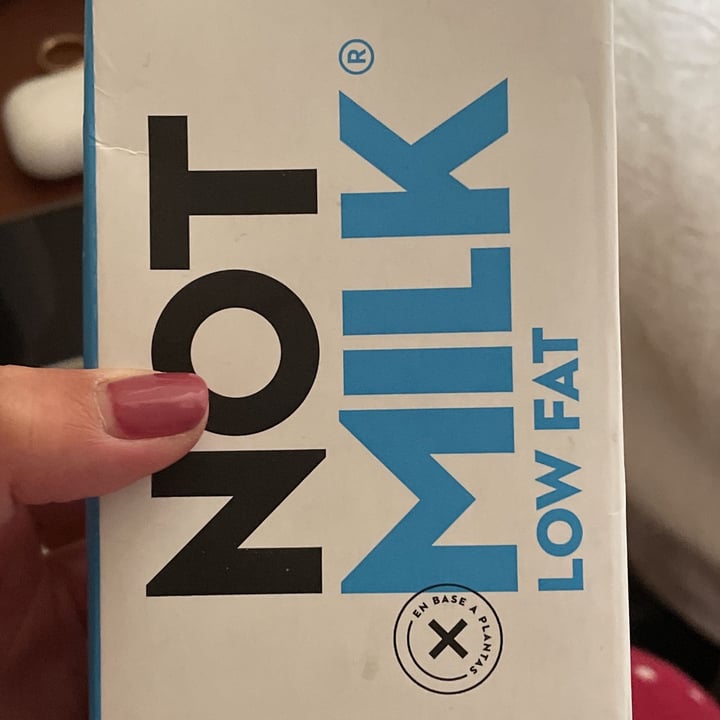 NOT
MILK®
LOW FAT
EN BASE A PLANTAS